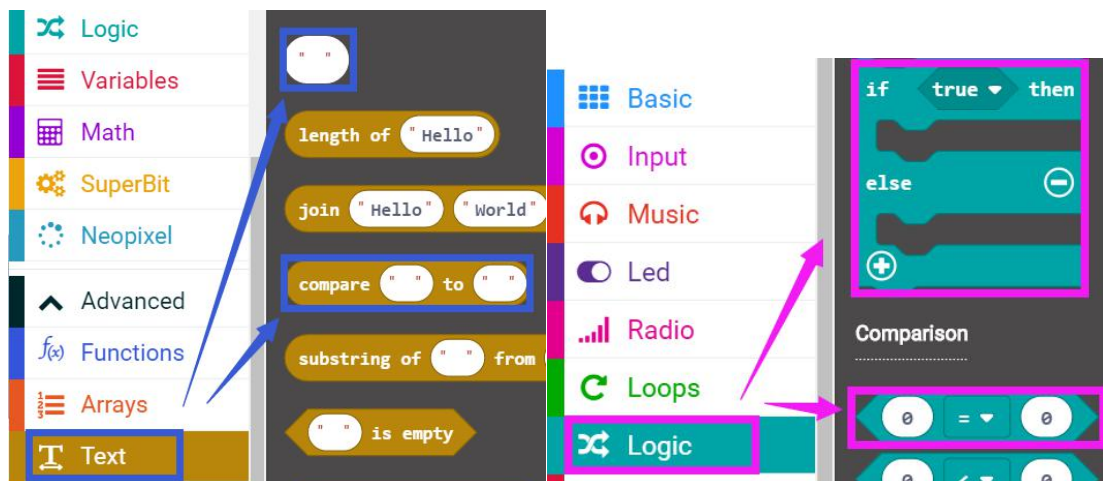 Logic
Variables
Math
SuperBit
Neopixel
Advanced
f(x) Functions
Arrays
Text
" "
length of "Hello"
join "Hello" "World"
compare " " to " "
substring of " " from
" " is empty
Basic
Input
Music
Led
Radio
Loops
Logic
if true then
else
Comparison
0 = 0
0 < 0